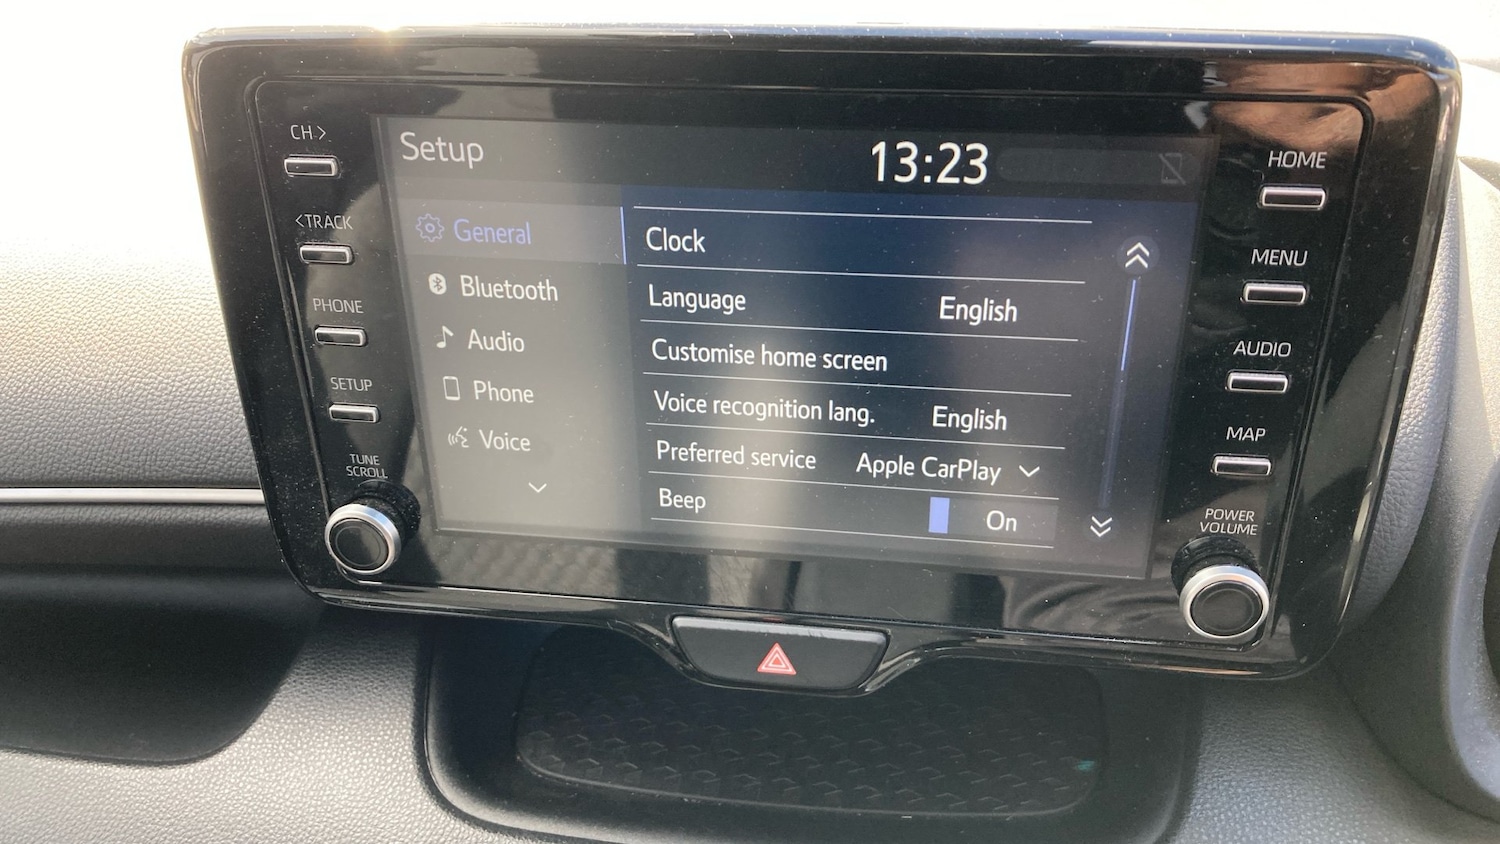 CH >
< TRACK
PHONE
SETUP
TUNE
SCROLL
Setup
13:23
General
Bluetooth
Audio
Phone
Voice
Clock
Language English
Customise home screen
Voice recognition lang. English
Preferred service Apple CarPlay
Beep On
HOME
MENU
AUDIO
MAP
POWER
VOLUME